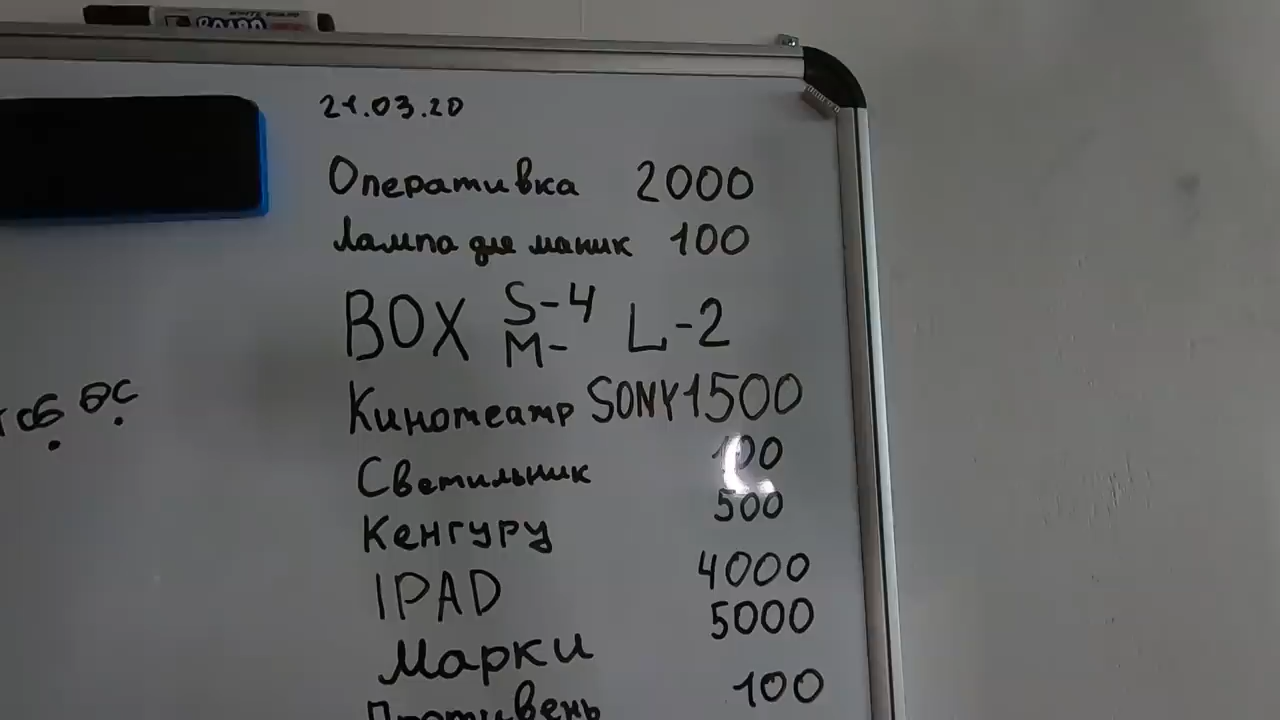 21.03.20
Оперативка 2000
Лампа для маник 100
BOX S-4 L-2
M-
Кинотеатр SONY 1500
Светильник 100
Кенгуру 500
IPAD 4000
Марки 5000
Противень 100